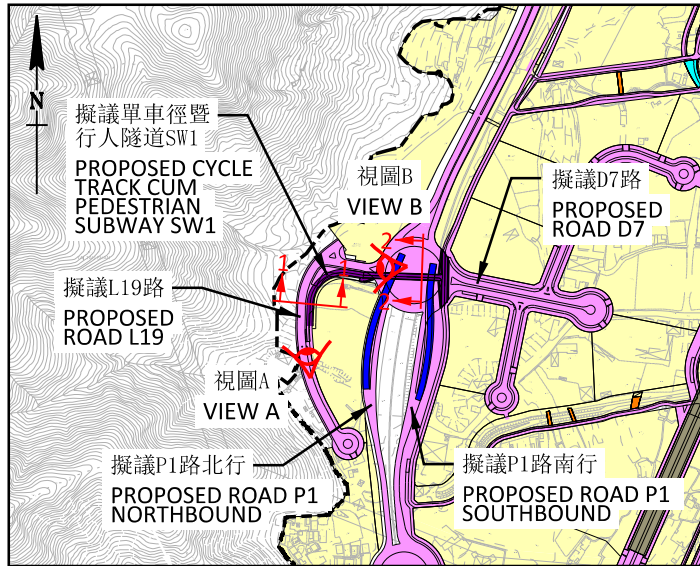 N
擬議單車徑暨
行人隧道SW1
PROPOSED CYCLE
TRACK CUM
PEDESTRIAN
SUBWAY SW1
視圖B
VIEW B
擬議D7路
PROPOSED
ROAD D7
2
1
1
2
擬議L19路
PROPOSED
ROAD L19
視圖A
VIEW A
擬議P1路北行
PROPOSED ROAD P1
NORTHBOUND
擬議P1路南行
PROPOSED ROAD P1
SOUTHBOUND